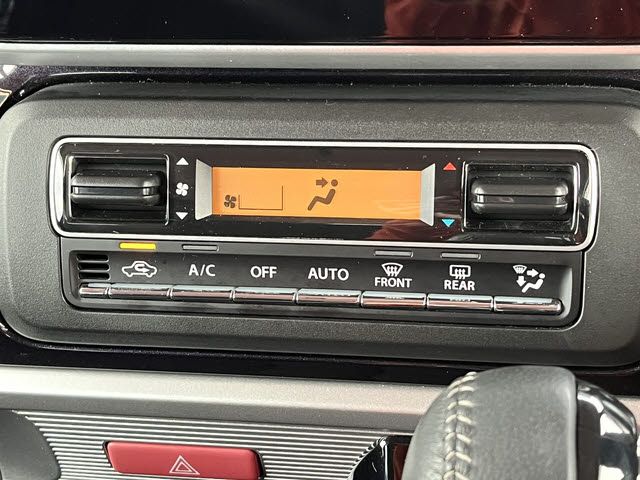 A/C OFF AUTO FRONT REAR